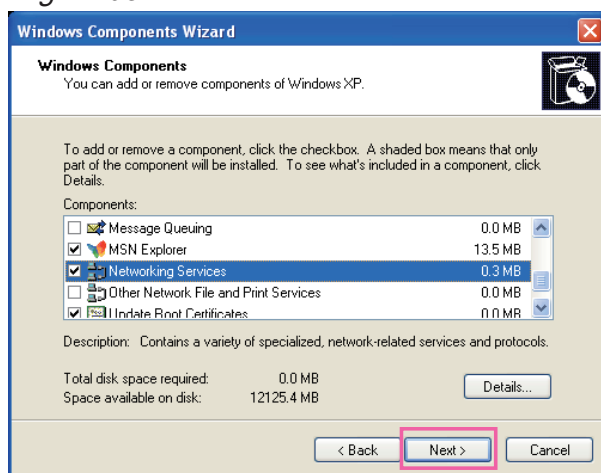 Windows Components Wizard
Windows Components
You can add or remove components of Windows XP.
To add or remove a component, click the checkbox. A shaded box means that only
part of the component will be installed. To see what's included in a component, click
Details.
Components:
Message Queuing 0.0 MB
MSN Explorer 13.5 MB
Networking Services 0.3 MB
Other Network File and Print Services 0.0 MB
Update Root Certificates 0.0 MB
Description: Contains a variety of specialized, network-related services and protocols.
Total disk space required: 0.0 MB
Space available on disk: 12125.4 MB
Details...
< Back Next > Cancel